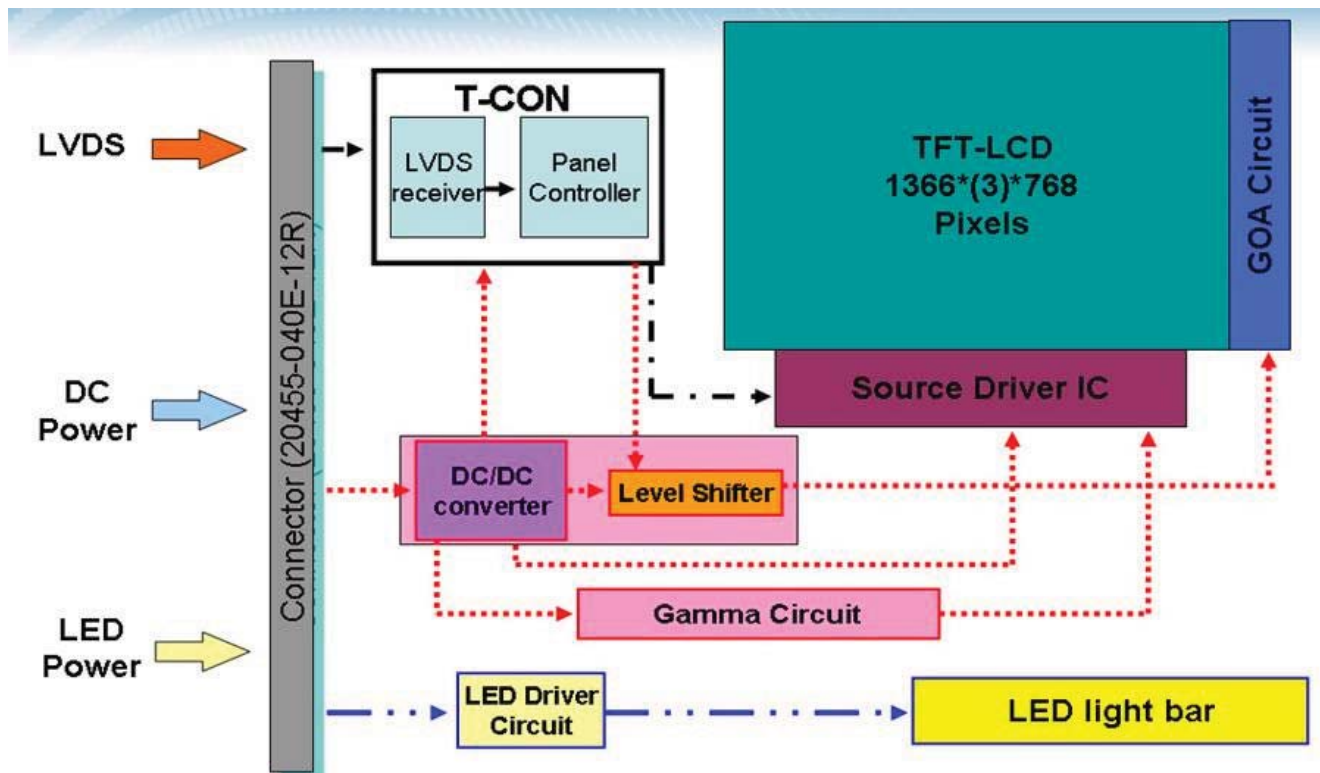 LVDS
DC
Power
LED
Power
Connector (20455-040E-12R)
T-CON
LVDS
receiver
Panel
Controller
TFT-LCD
1366*(3)*768
Pixels
GOA Circuit
Source Driver IC
DC/DC
converter
Level Shifter
Gamma Circuit
LED Driver
Circuit
LED light bar